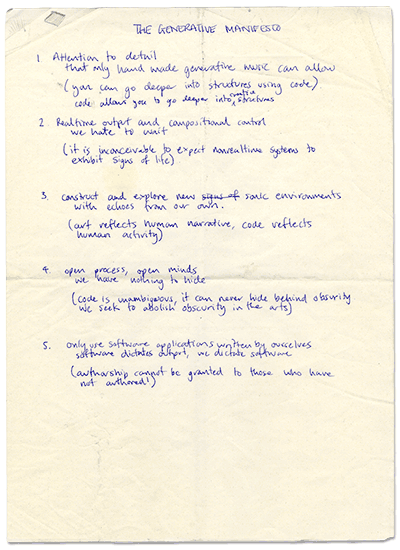 THE GENERATIVE MANIFESTO
1. Attention to detail
that only hand made generative music can allow
(you can go deeper into structures using code)
code allows you to go deeper into creative structures
2. Realtime output and compositional control
we hate to wait
(it is inconceivable to expect nonrealtime systems to
exhibit signs of life)
3. construct and explore new signs of sonic environments
with echoes from our own.
(art reflects human narrative, code reflects
human activity)
4. open process, open minds
we have nothing to hide
(code is unambiguous, it can never hide behind obscurity
we seek to abolish obscurity in the arts)
5. only use software applications written by ourselves
software dictates output, we dictate software
(authorship cannot be granted to those who have
not authored!)